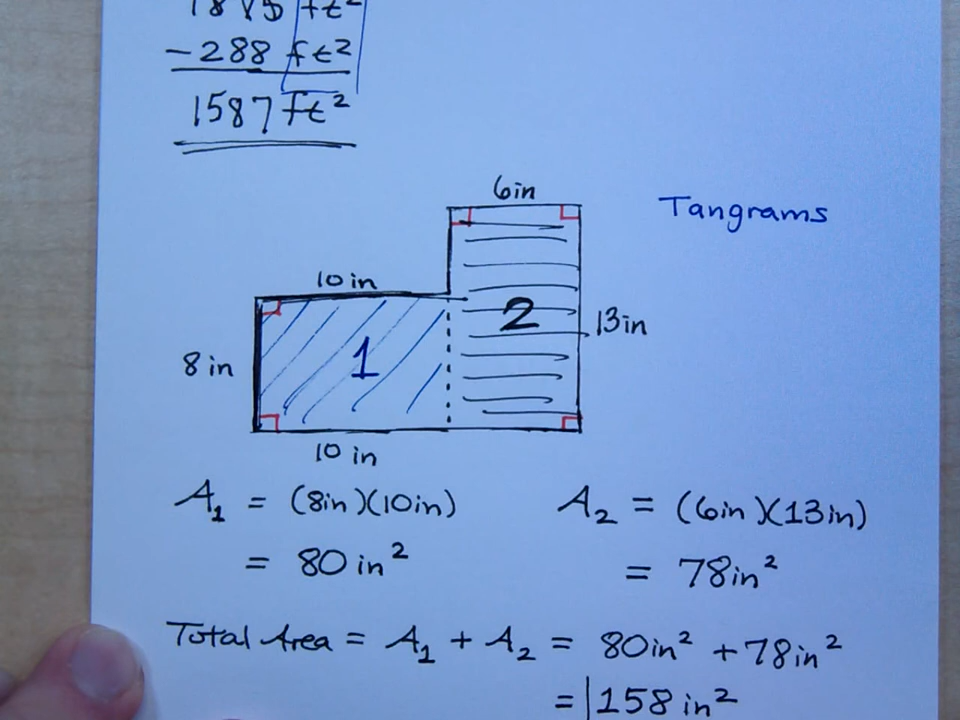 ft²
−288 ft²
1587 ft²
6in
Tangrams
10 in
8 in
1
2
13in
10 in
A₁ = (8in)(10in)
= 80 in²
A₂ = (6in)(13in)
= 78in²
Total Area = A₁ + A₂ = 80in² + 78in²
= 158 in²